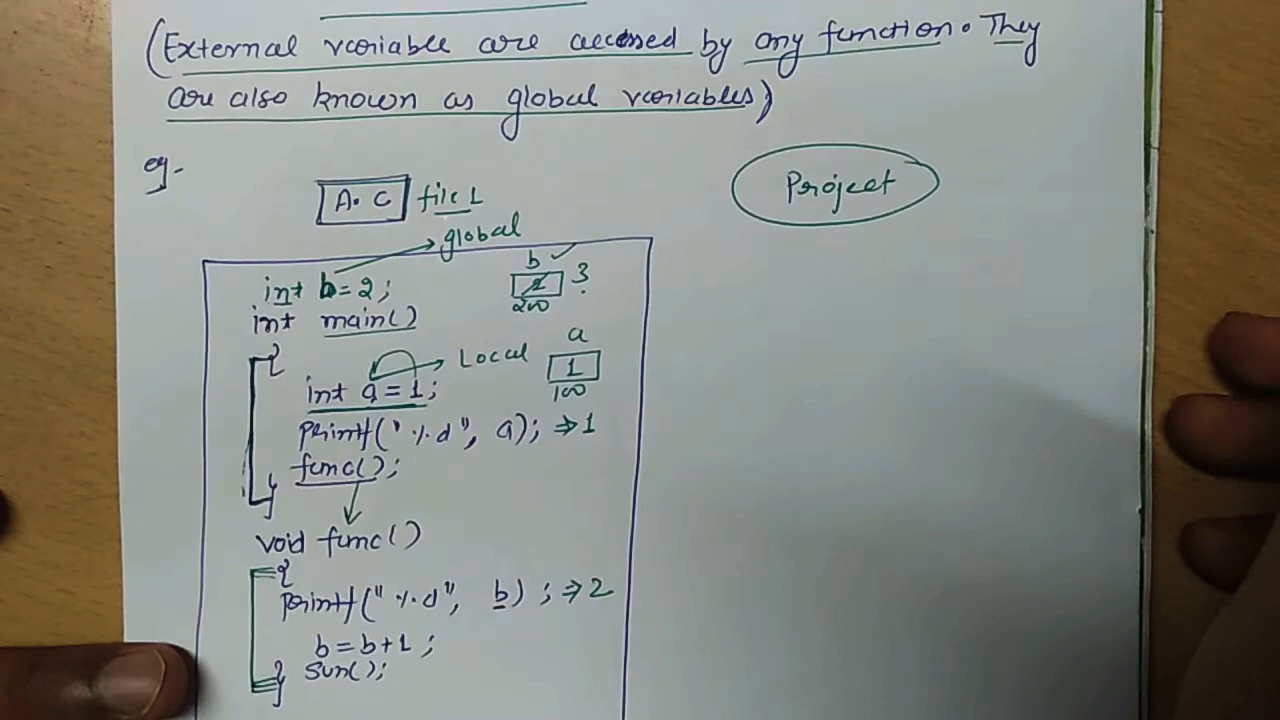 (External variable are accessed by any function. They
are also known as global variables)
eg.
A.C file 1
Project
global
int b=2;
b
2 3
200
int main()
{
Local
a
1
100
int a=1;
printf("%d", a); ⇒1
func();
}
void func()
{
printf("%d", b) ; ⇒2
b=b+1 ;
sun();
}